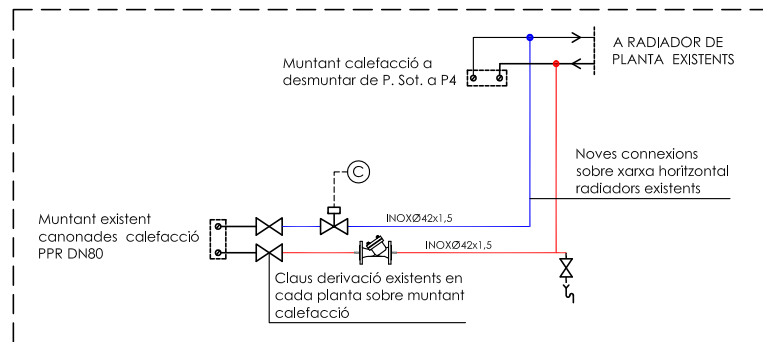 Muntant calefacció a
desmuntar de P. Sot. a P4
A RADIADOR DE
PLANTA EXISTENTS
C
Noves connexions
sobre xarxa horitzontal
radiadors existents
Muntant existent
canonades calefacció
PPR DN80
INOXØ42x1,5
INOXØ42x1,5
Claus derivació existents en
cada planta sobre muntant
calefacció